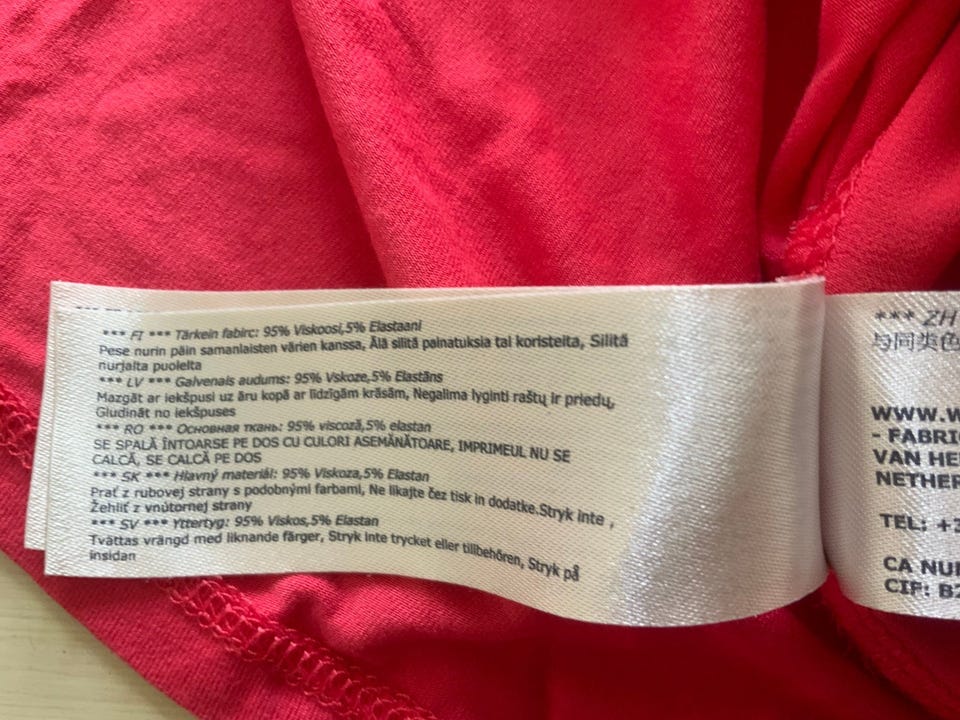 *** FI *** Tärkein fabirc: 95% Viskoosi,5% Elastaani
Pese nurin päin samanlaisten värien kanssa, Älä silitä painatuksia tai koristeita, Silitä
nurjalta puolelta
*** LV *** Galvenais audums: 95% Vskoze,5% Elastāns
Mazgāt ar iekšpusi uz āru kopā ar līdzīgām krāsām, Negalima lyginti raštų ir priedų,
Gludināt no iekšpuses
*** RO *** Основная ткань: 95% viscoză,5% elastan
SE SPALĂ ÎNTOARSE PE DOS CU CULORI ASEMĂNĂTOARE, IMPRIMEUL NU SE
CALCĂ, SE CALCĂ PE DOS
*** SK *** Hlavný materiál: 95% Viskoza,5% Elastan
Prať z rubovej strany s podobnými farbami, Ne likajte čez tisk in dodatke.Stryk inte ,
Žehliť z vnútornej strany
*** SV *** Yttertyg: 95% Viskos,5% Elastan
Tvättas vrängd med liknande färger, Stryk inte trycket eller tillbehören, Stryk på
insidan
*** ZH
与同类色
WWW.W
- FABRI
VAN HE
NETHER
TEL: +3
CA NU
CIF: B2